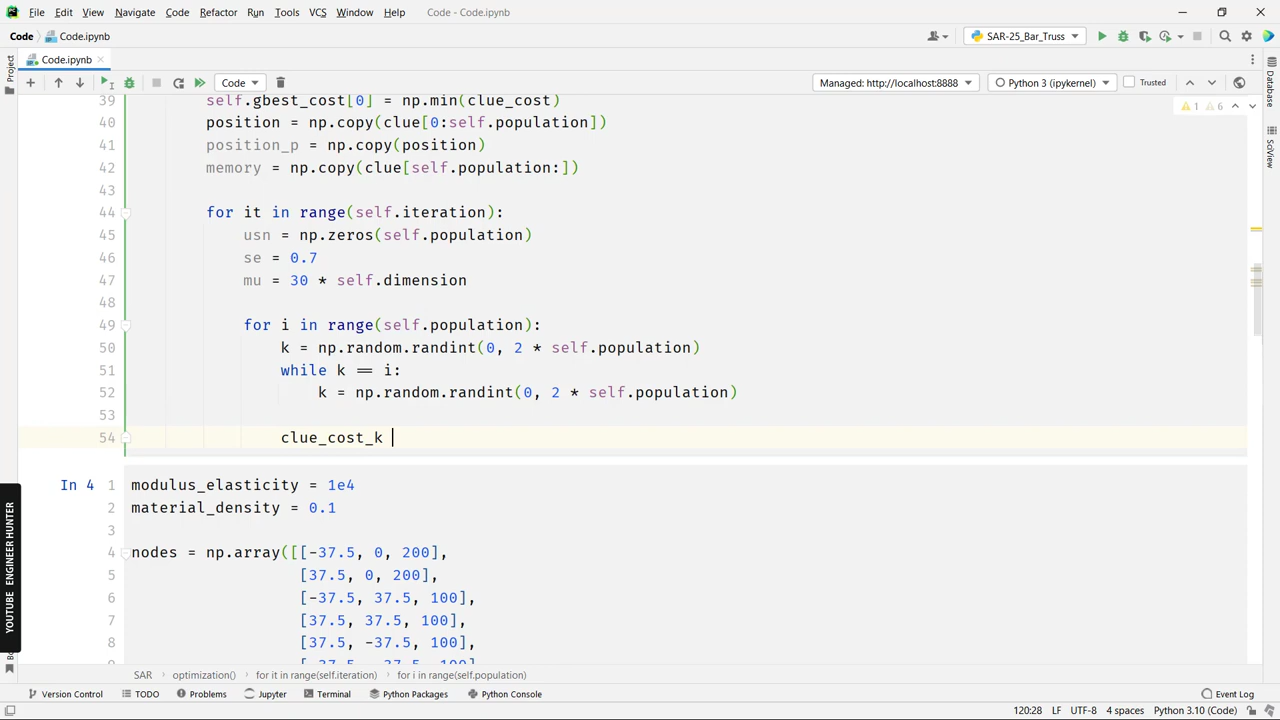 File Edit View Navigate Code Refactor Run Tools VCS Window Help Code - Code.ipynb
Code Code.ipynb SAR-25_Bar_Truss
Code.ipynb
Project
Code Managed: http://localhost:8888 Python 3 (ipykernel) Trusted
Database
SciView
1 6
39 self.gbest_cost[0] = np.min(clue_cost)
40 position = np.copy(clue[0:self.population])
41 position_p = np.copy(position)
42 memory = np.copy(clue[self.population:])
43
44 for it in range(self.iteration):
45 usn = np.zeros(self.population)
46 se = 0.7
47 mu = 30 * self.dimension
48
49 for i in range(self.population):
50 k = np.random.randint(0, 2 * self.population)
51 while k == i:
52 k = np.random.randint(0, 2 * self.population)
53
54 clue_cost_k
In 4 1 modulus_elasticity = 1e4
2 material_density = 0.1
3
4 nodes = np.array([[-37.5, 0, 200],
5 [37.5, 0, 200],
6 [-37.5, 37.5, 100],
7 [37.5, 37.5, 100],
8 [37.5, -37.5, 100],
YOUTUBE ENGINEER HUNTER
SAR optimization() for it in range(self.iteration) for i in range(self.population)
Version Control TODO Problems Jupyter Terminal Python Packages Python Console Event Log
120:28 LF UTF-8 4 spaces Python 3.10 (Code)